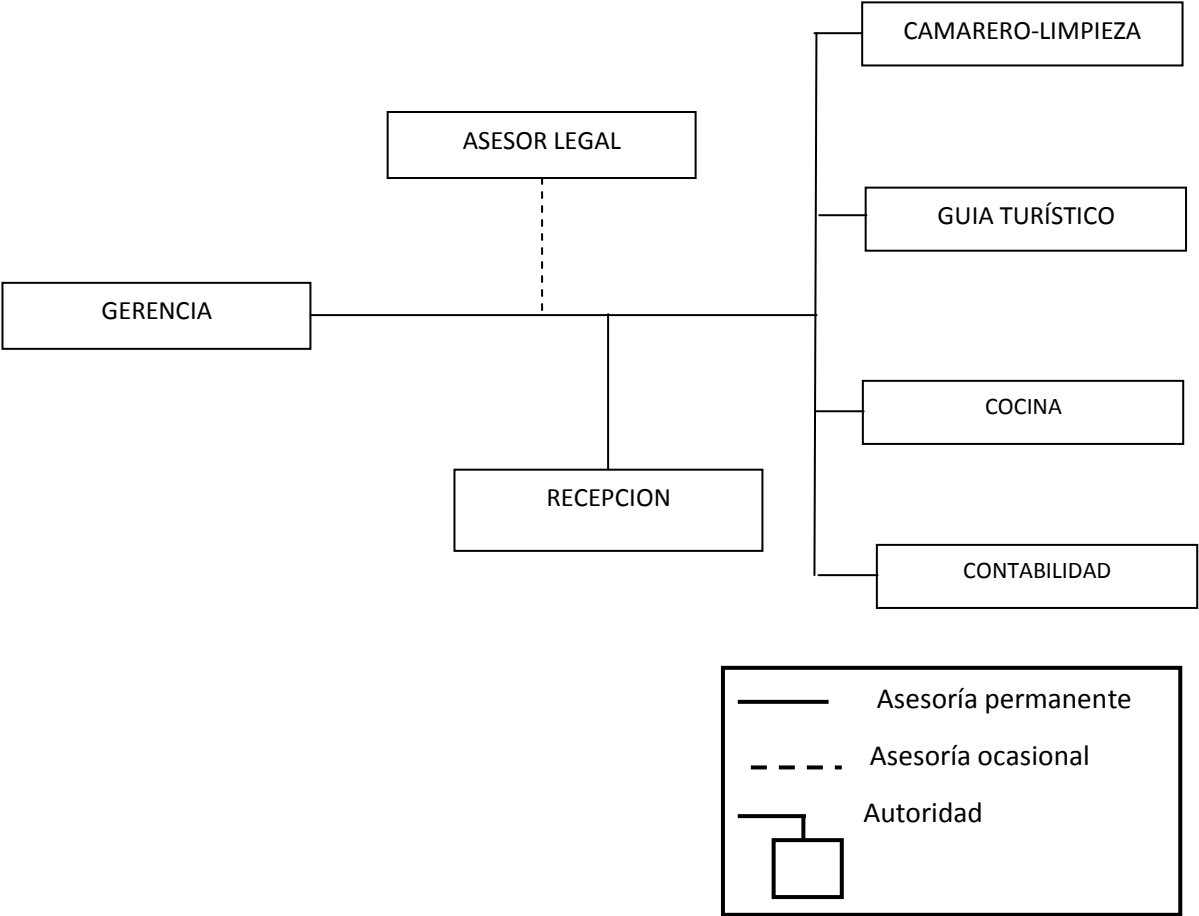 CAMARERO-LIMPIEZA
ASESOR LEGAL
GUIA TURÍSTICO
GERENCIA
COCINA
RECEPCION
CONTABILIDAD
Asesoría permanente
Asesoría ocasional
Autoridad